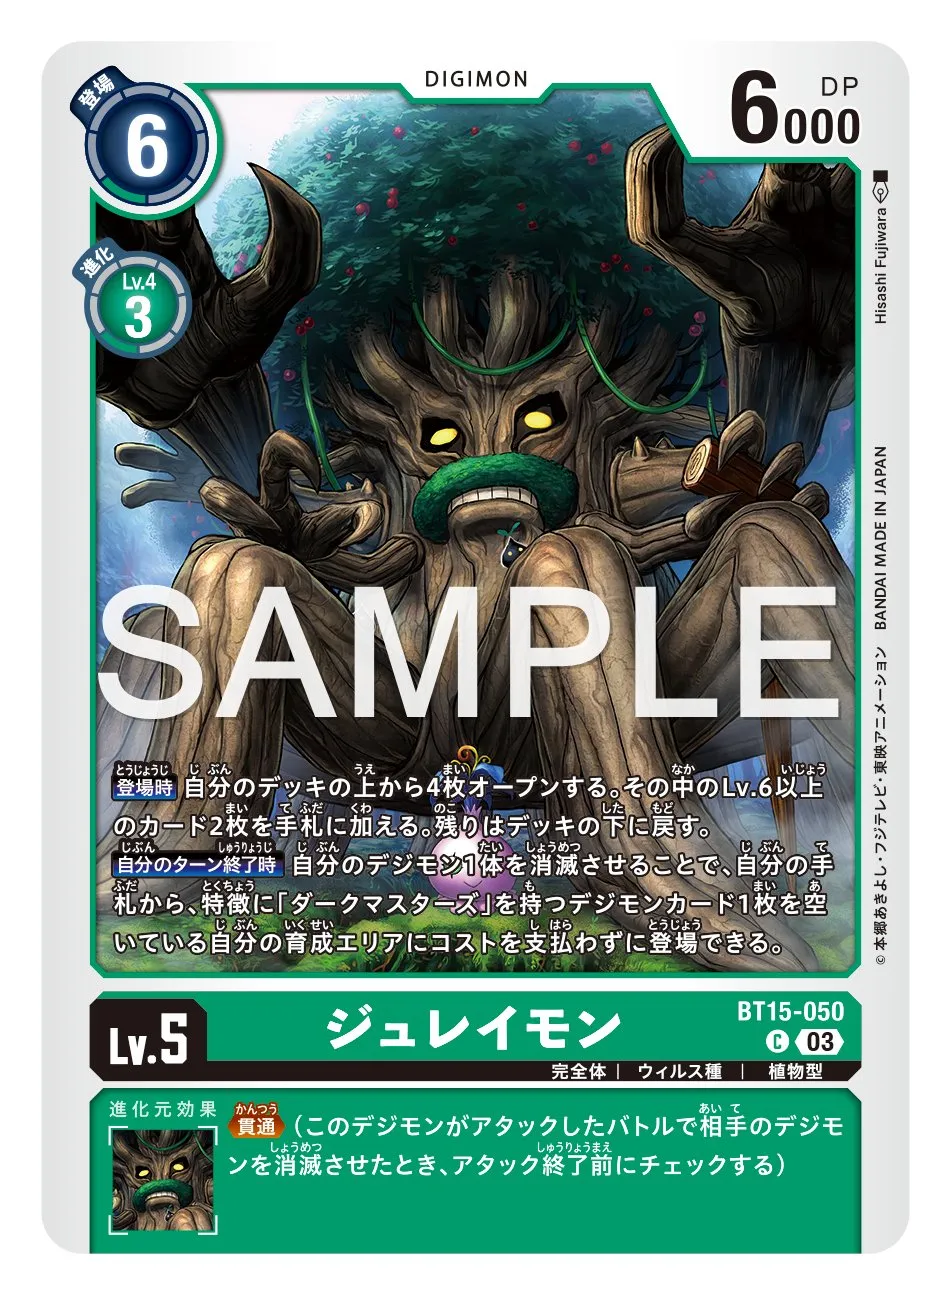 DIGIMON
登場
6
DP
6000
進化
Lv.4
3
Hisashi Fujiwara
BANDAI MADE IN JAPAN
©本郷あきよし・フジテレビ・東映アニメーション
SAMPLE
登場時 自分のデッキの上から4枚オープンする。その中のLv.6以上
のカード2枚を手札に加える。残りはデッキの下に戻す。
自分のターン終了時 自分のデジモン1体を消滅させることで、自分の手
札から、特徴に「ダークマスターズ」を持つデジモンカード1枚を空
いている自分の育成エリアにコストを支払わずに登場できる。
Lv.5
ジュレイモン
BT15-050
C 03
完全体 | ウィルス種 | 植物型
進化元効果
貫通 (このデジモンがアタックしたバトルで相手のデジモ
ンを消滅させたとき、アタック終了前にチェックする)